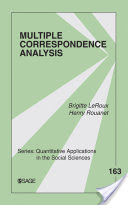 MULTIPLE
CORRESPONDENCE
ANALYSIS
Brigitte LeRoux
Henry Rouanet
Series: Quantitative Applications
in the Social Sciences
163
SAGE